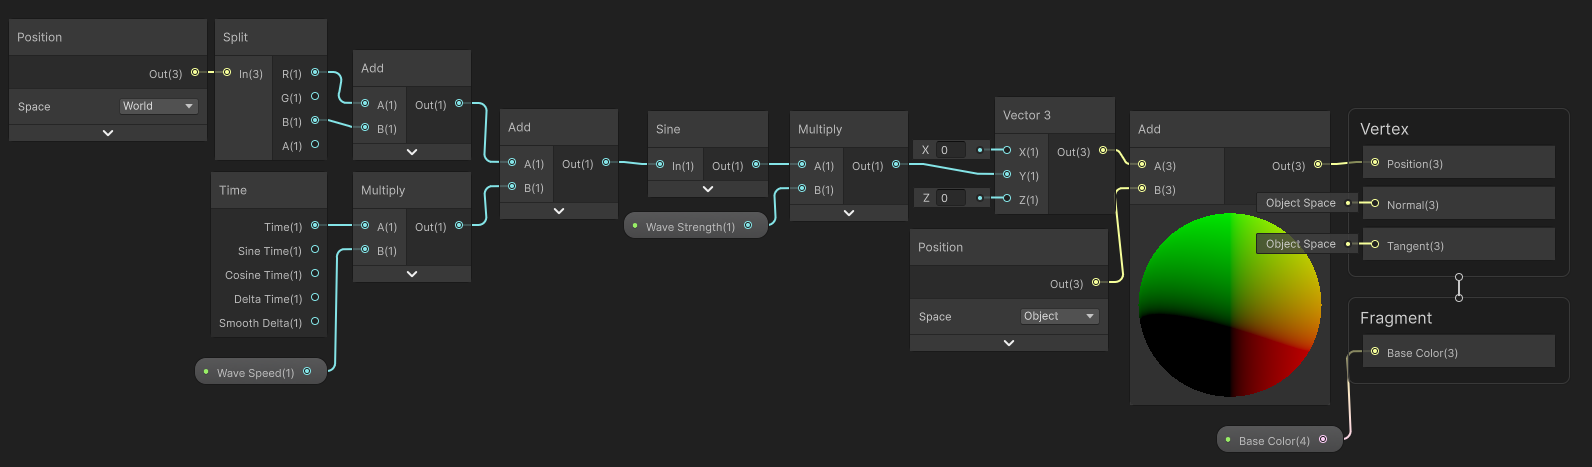 Position
Out(3)
Space
World
Split
In(3)
R(1)
G(1)
B(1)
A(1)
Add
A(1)
B(1)
Out(1)
Time
Time(1)
Sine Time(1)
Cosine Time(1)
Delta Time(1)
Smooth Delta(1)
Multiply
A(1)
B(1)
Out(1)
Wave Speed(1)
Add
A(1)
B(1)
Out(1)
Sine
In(1)
Out(1)
Wave Strength(1)
Multiply
A(1)
B(1)
Out(1)
X 0
Z 0
Vector 3
X(1)
Y(1)
Z(1)
Out(3)
Position
Out(3)
Space
Object
Add
A(3)
B(3)
Out(3)
Vertex
Position(3)
Object Space
Normal(3)
Object Space
Tangent(3)
Fragment
Base Color(3)
Base Color(4)